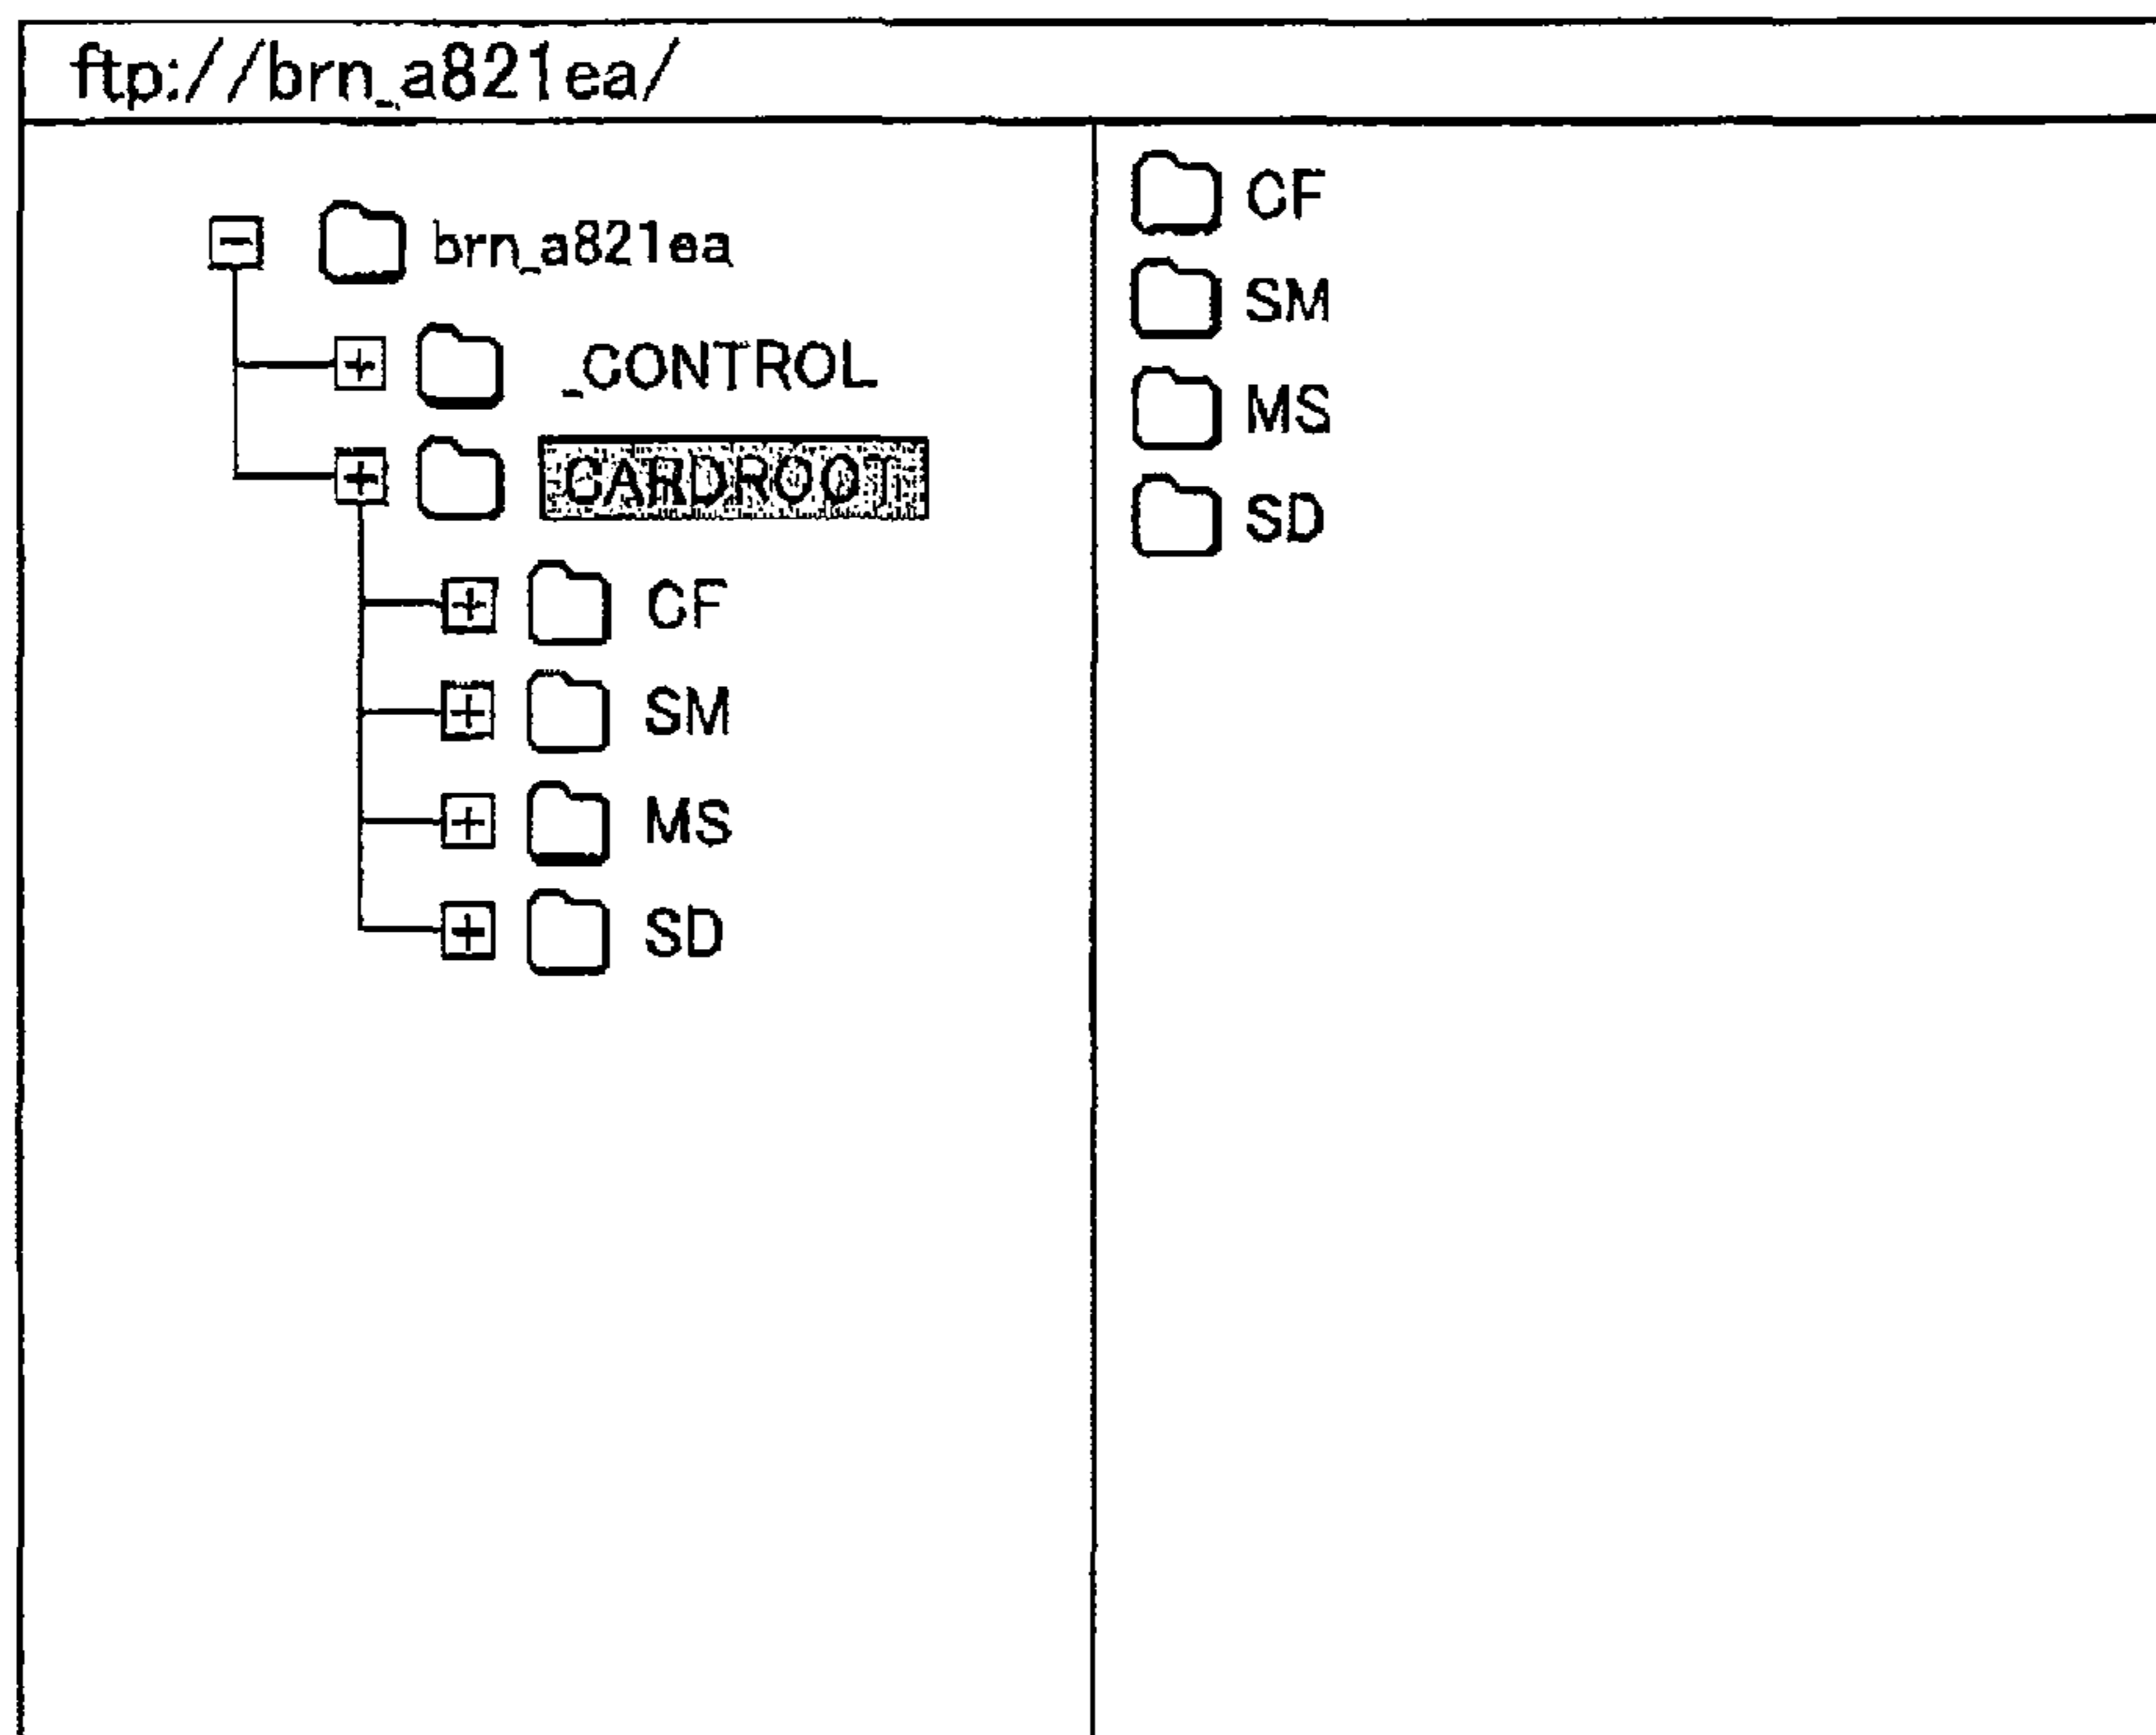 ftp://brn_a821ea/
brn_a821ea
_CONTROL
CARDROOT
CF
SM
MS
SD
CF
SM
MS
SD